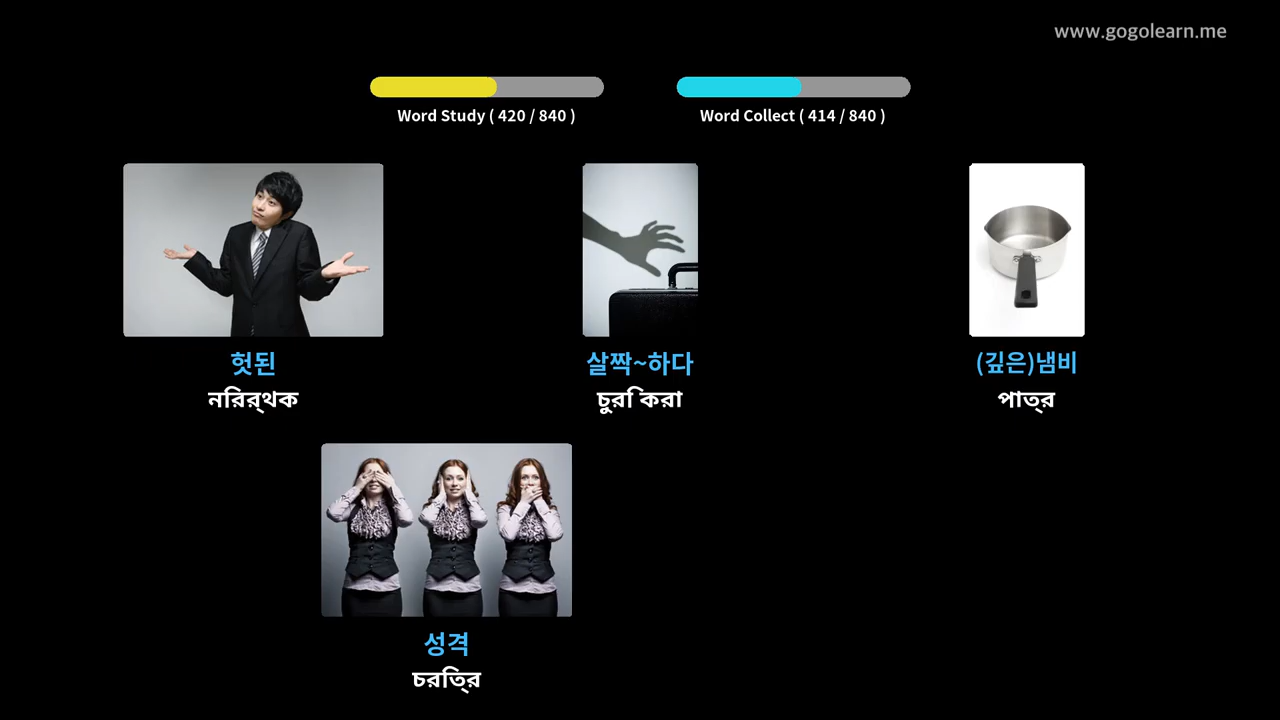 www.gogolearn.me
Word Study ( 420 / 840 )
Word Collect ( 414 / 840 )
헛된
নিরর্থক
살짝~하다
চুরি করা
(깊은)냄비
পাত্র
성격
চরিত্র